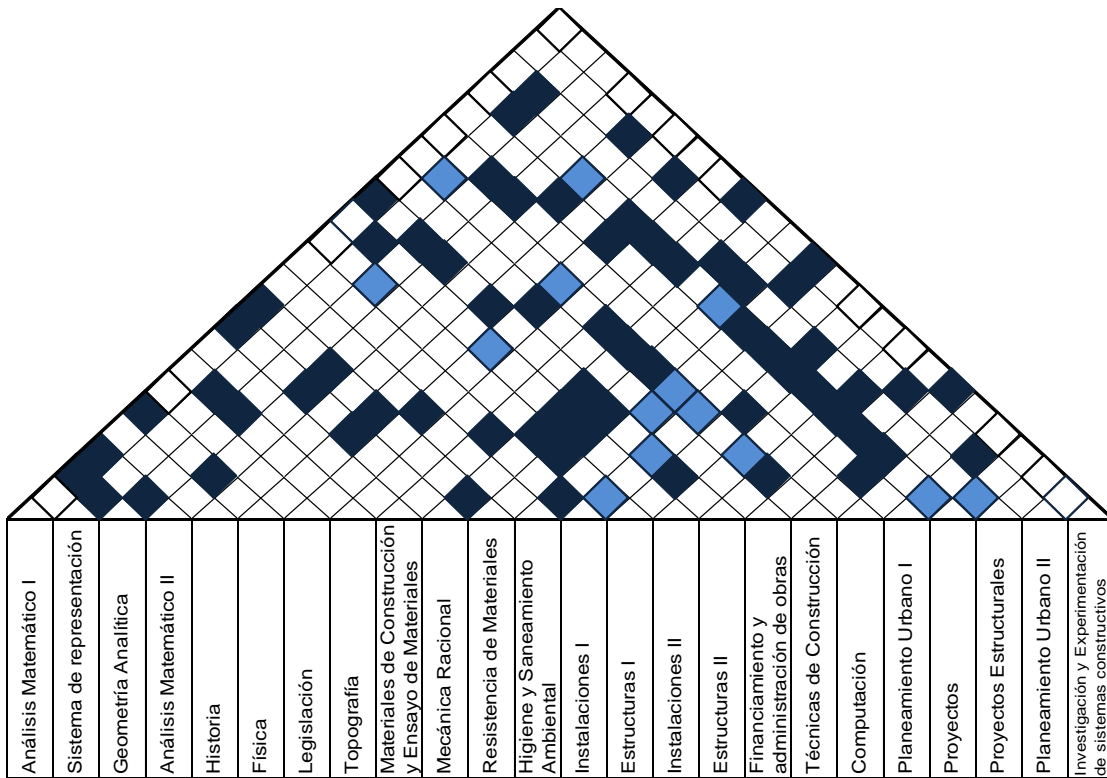 Análisis Matemático I
Sistema de representación
Geometría Analítica
Análisis Matemático II
Historia
Física
Legislación
Topografía
Materiales de Construcción
y Ensayo de Materiales
Mecánica Racional
Resistencia de Materiales
Higiene y Saneamiento
Ambiental
Instalaciones I
Estructuras I
Instalaciones II
Estructuras II
Financiamiento y
administración de obras
Técnicas de Construcción
Computación
Planeamiento Urbano I
Proyectos
Proyectos Estructurales
Planeamiento Urbano II
Investigación y Experimentación
de sistemas constructivos